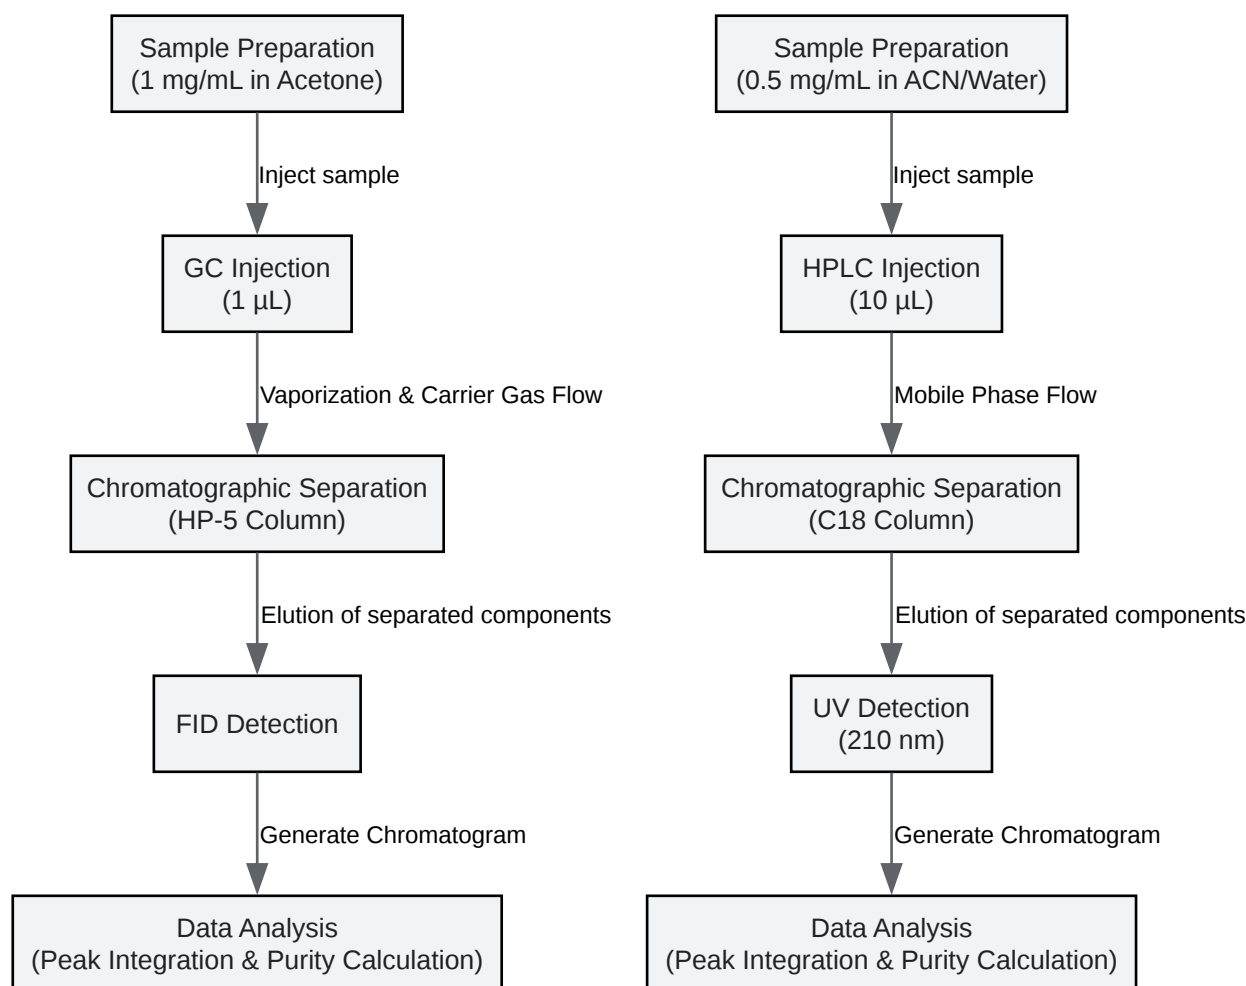 Sample Preparation
(1 mg/mL in Acetone)
Inject sample
GC Injection
(1 µL)
Vaporization & Carrier Gas Flow
Chromatographic Separation
(HP-5 Column)
Elution of separated components
FID Detection
Generate Chromatogram
Data Analysis
(Peak Integration & Purity Calculation)
Sample Preparation
(0.5 mg/mL in ACN/Water)
Inject sample
HPLC Injection
(10 µL)
Mobile Phase Flow
Chromatographic Separation
(C18 Column)
Elution of separated components
UV Detection
(210 nm)
Generate Chromatogram
Data Analysis
(Peak Integration & Purity Calculation)